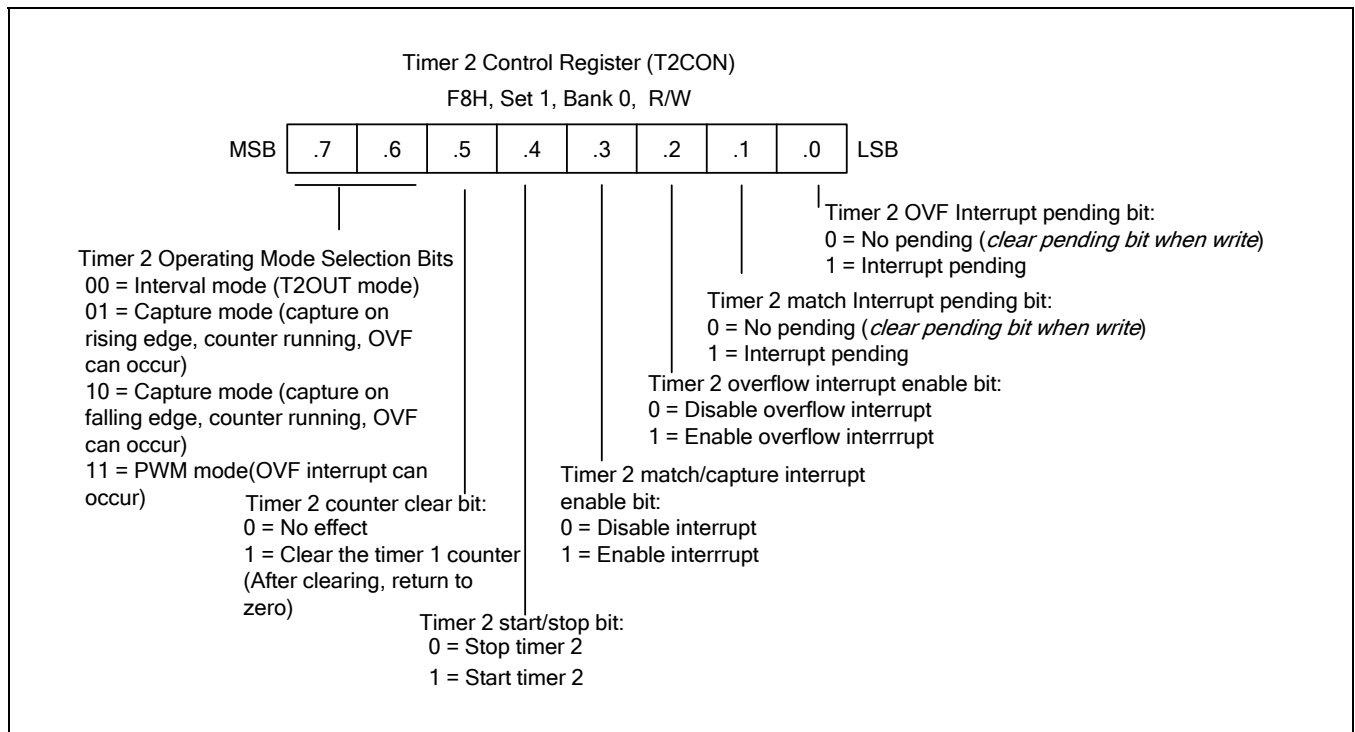 Timer 2 Control Register (T2CON)
F8H, Set 1, Bank 0, R/W
MSB .7 .6 .5 .4 .3 .2 .1 .0 LSB
Timer 2 OVF Interrupt pending bit:
0 = No pending (clear pending bit when write)
1 = Interrupt pending
Timer 2 match Interrupt pending bit:
0 = No pending (clear pending bit when write)
1 = Interrupt pending
Timer 2 overflow interrupt enable bit:
0 = Disable overflow interrupt
1 = Enable overflow interrrupt
Timer 2 match/capture interrupt
enable bit:
0 = Disable interrupt
1 = Enable interrrupt
Timer 2 start/stop bit:
0 = Stop timer 2
1 = Start timer 2
Timer 2 counter clear bit:
0 = No effect
1 = Clear the timer 1 counter
(After clearing, return to
zero)
Timer 2 Operating Mode Selection Bits
00 = Interval mode (T2OUT mode)
01 = Capture mode (capture on
rising edge, counter running, OVF
can occur)
10 = Capture mode (capture on
falling edge, counter running, OVF
can occur)
11 = PWM mode(OVF interrupt can
occur)